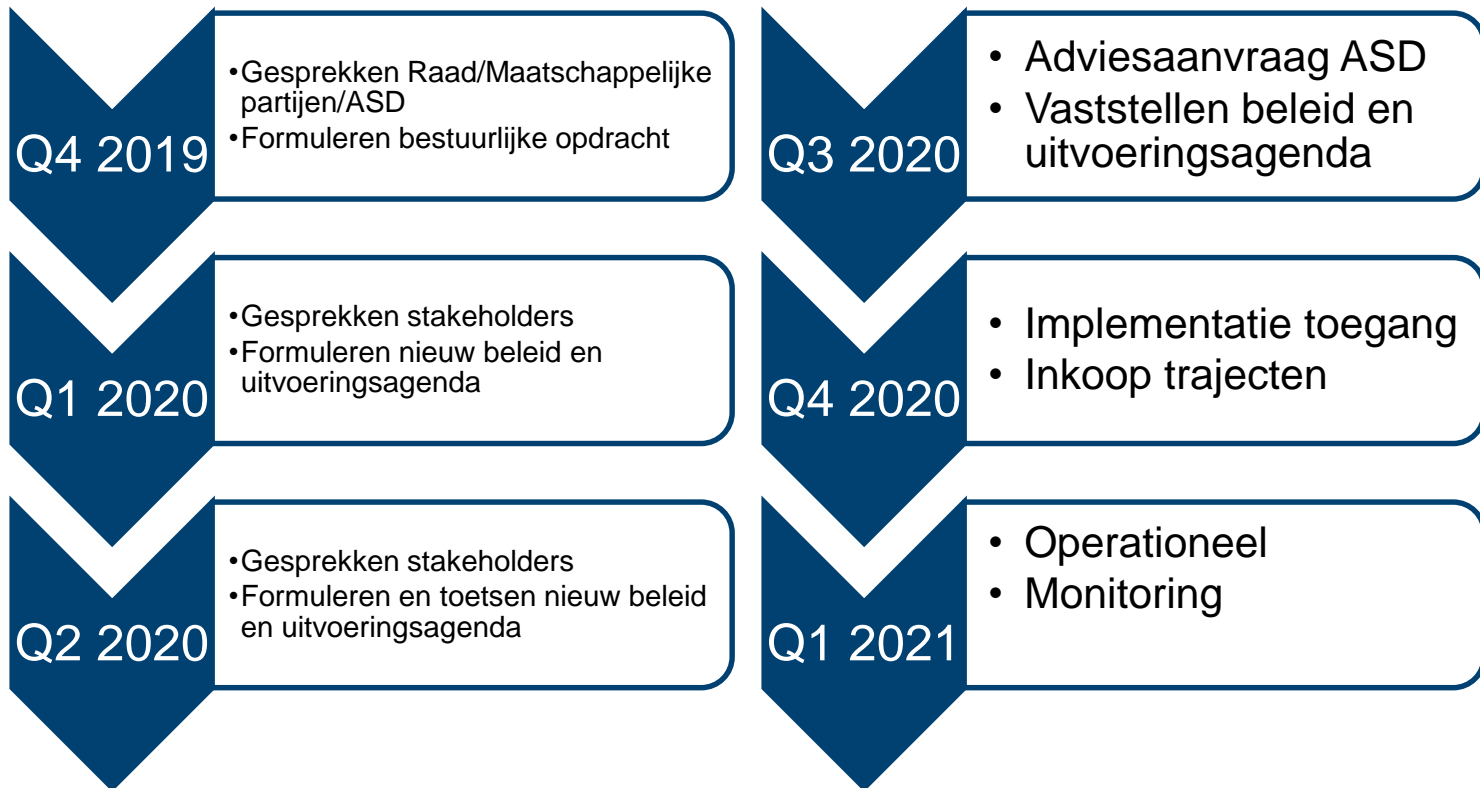 Q4 2019
•Gesprekken Raad/Maatschappelijke
partijen/ASD
•Formuleren bestuurlijke opdracht
Q1 2020
•Gesprekken stakeholders
•Formuleren nieuw beleid en
uitvoeringsagenda
Q2 2020
•Gesprekken stakeholders
•Formuleren en toetsen nieuw beleid
en uitvoeringsagenda
Q3 2020
• Adviesaanvraag ASD
• Vaststellen beleid en
uitvoeringsagenda
Q4 2020
• Implementatie toegang
• Inkoop trajecten
Q1 2021
• Operationeel
• Monitoring